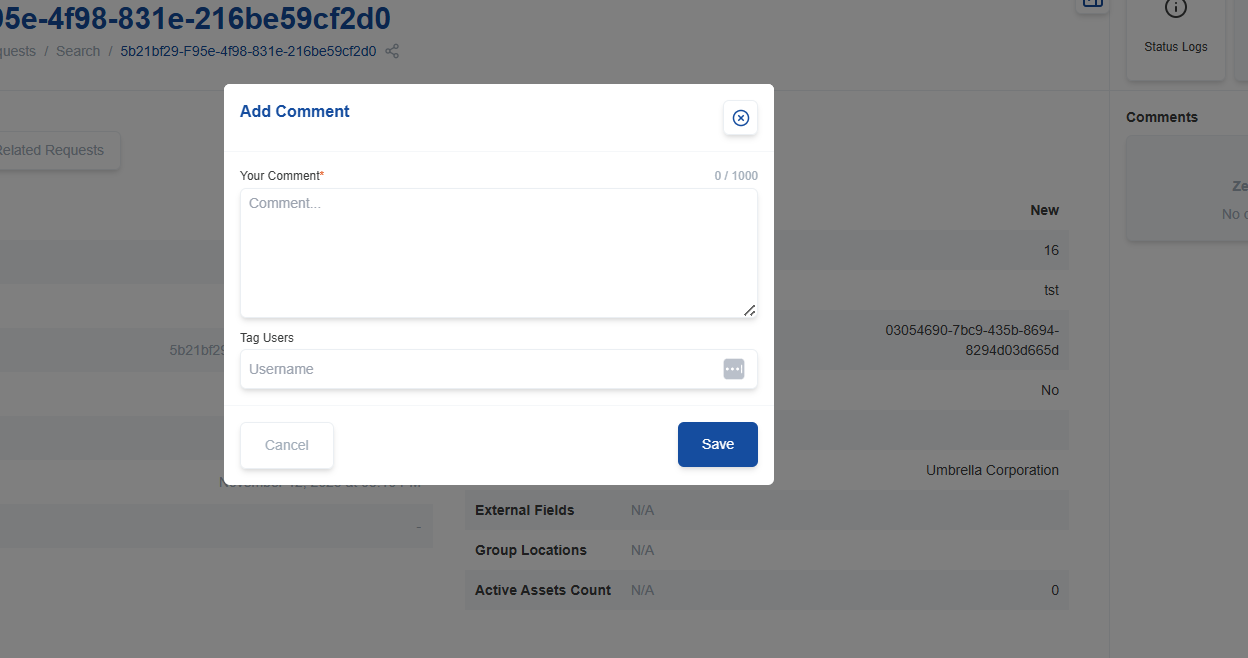 95e-4f98-831e-216be59cf2d0
quests / Search / 5b21bf29-F95e-4f98-831e-216be59cf2d0
Status Logs
Add Comment
Comments
Related Requests
Your Comment* 0 / 1000
Comment...
Ze
New
No c
16
tst
03054690-7bc9-435b-8694-
8294d03d665d
Tag Users
5b21bf29
Username
No
Cancel
Save
Umbrella Corporation
External Fields N/A
-
Group Locations N/A
Active Assets Count N/A 0